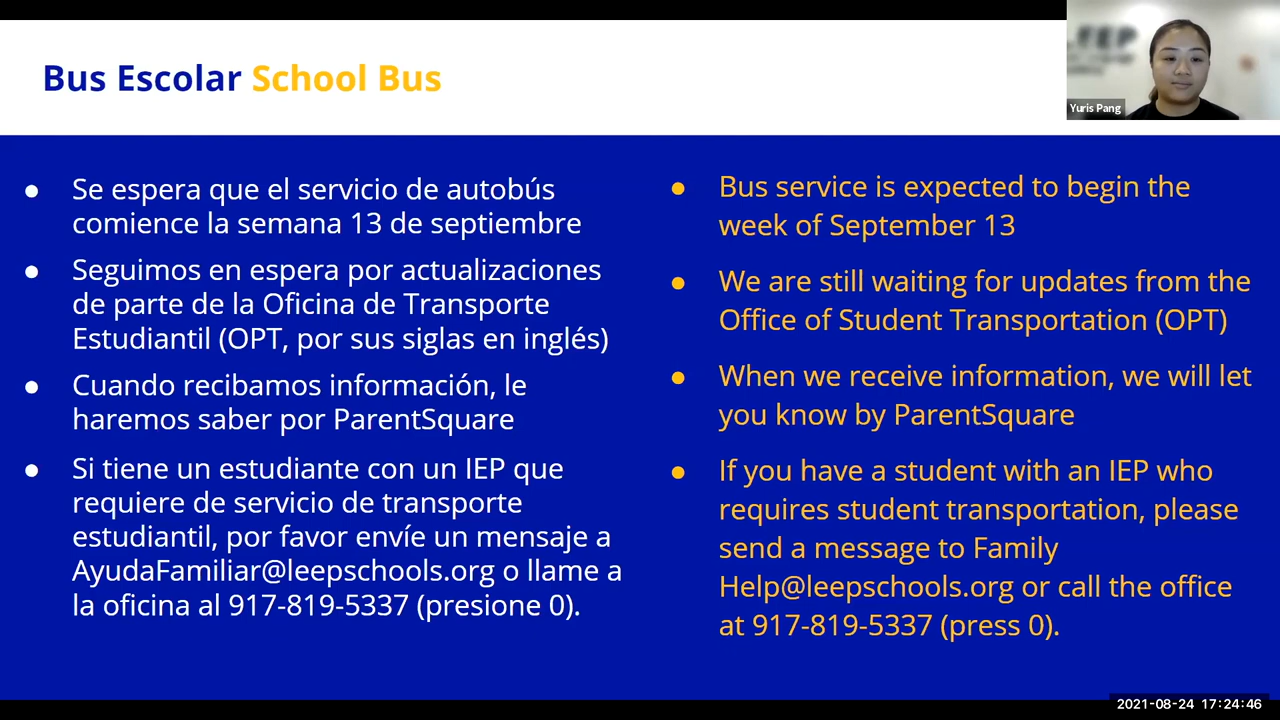 Bus Escolar School Bus
● Se espera que el servicio de autobús
comience la semana 13 de septiembre
● Seguimos en espera por actualizaciones
de parte de la Oficina de Transporte
Estudiantil (OPT, por sus siglas en inglés)
● Cuando recibamos información, le
haremos saber por ParentSquare
● Si tiene un estudiante con un IEP que
requiere de servicio de transporte
estudiantil, por favor envíe un mensaje a
AyudaFamiliar@leepschools.org o llame a
la oficina al 917-819-5337 (presione 0).
● Bus service is expected to begin the
week of September 13
● We are still waiting for updates from the
Office of Student Transportation (OPT)
● When we receive information, we will let
you know by ParentSquare
● If you have a student with an IEP who
requires student transportation, please
send a message to Family
Help@leepschools.org or call the office
at 917-819-5337 (press 0).
Yuris Pang
2021-08-24 17:24:46